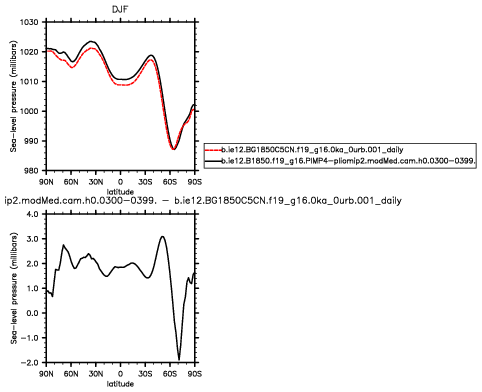 DJF
1030
1020
1010
1000
990
980
Sea-level pressure (millibars)
90N 60N 30N 0 30S 60S 90S
latitude
b.ie12.BG1850C5CN.f19_g16.0ka_0urb.001_daily
b.ie12.B1850.f19_g16.PlMP4-pliomip2.modMed.cam.h0.0300-0399.
ip2.modMed.cam.h0.0300-0399. - b.ie12.BG1850C5CN.f19_g16.0ka_0urb.001_daily
4.0
3.0
2.0
1.0
0.0
-1.0
-2.0
Sea-level pressure (millibars)
90N 60N 30N 0 30S 60S 90S
latitude